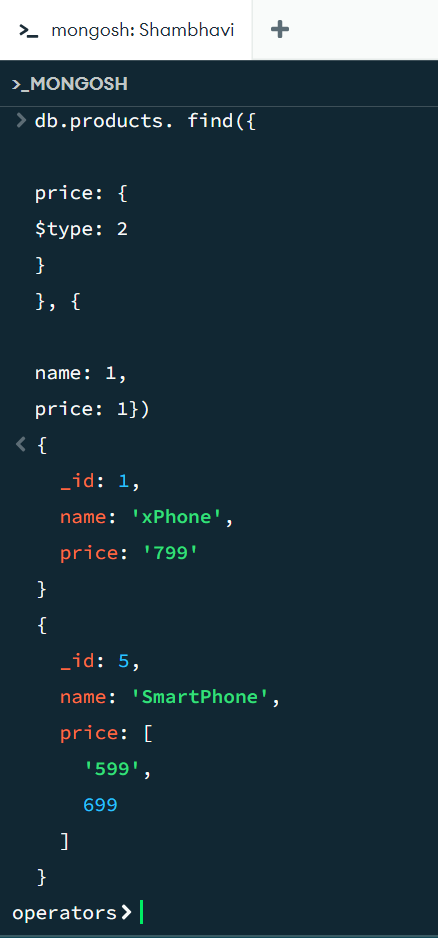 >_ mongosh: Shambhavi +
>_MONGOSH
> db.products. find({
price: {
$type: 2
}
}, {
name: 1,
price: 1})
< {
_id: 1,
name: 'xPhone',
price: '799'
}
{
_id: 5,
name: 'SmartPhone',
price: [
'599',
699
]
}
operators>